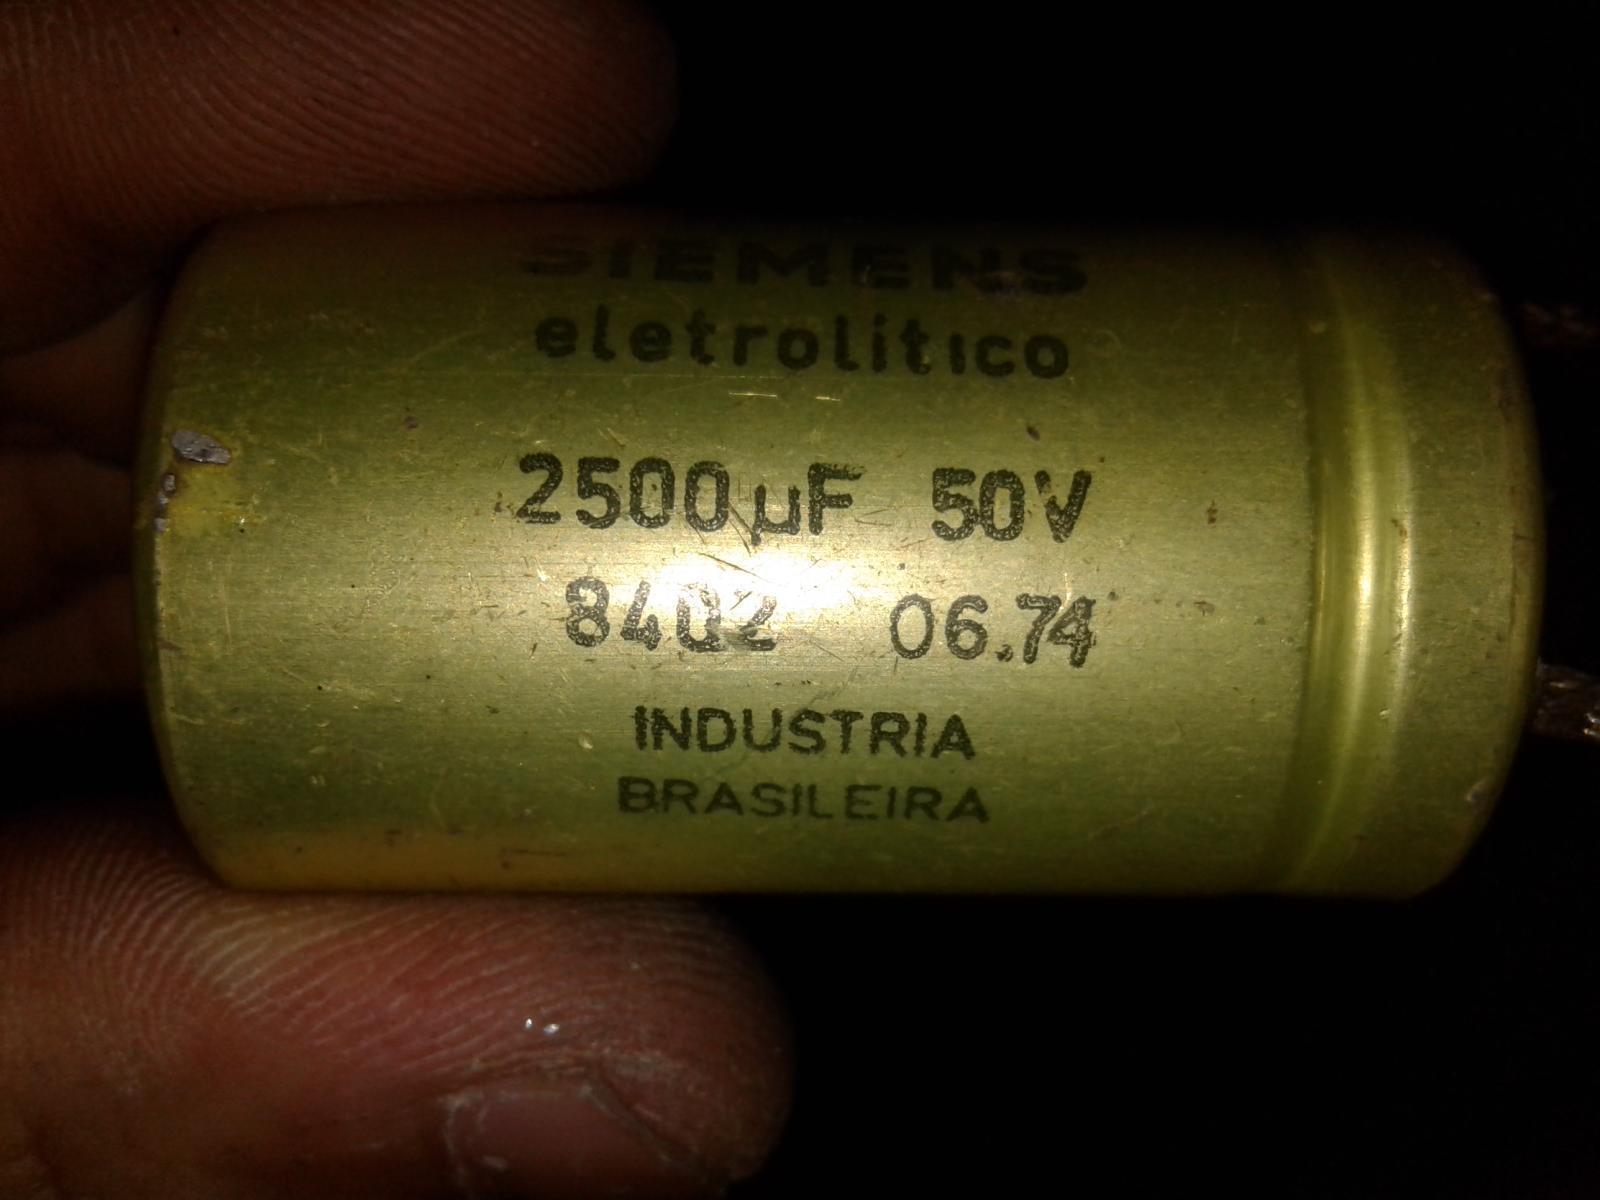 SIEMENS
eletrolitico
2500µF 50V
8402 06.74
INDUSTRIA
BRASILEIRA